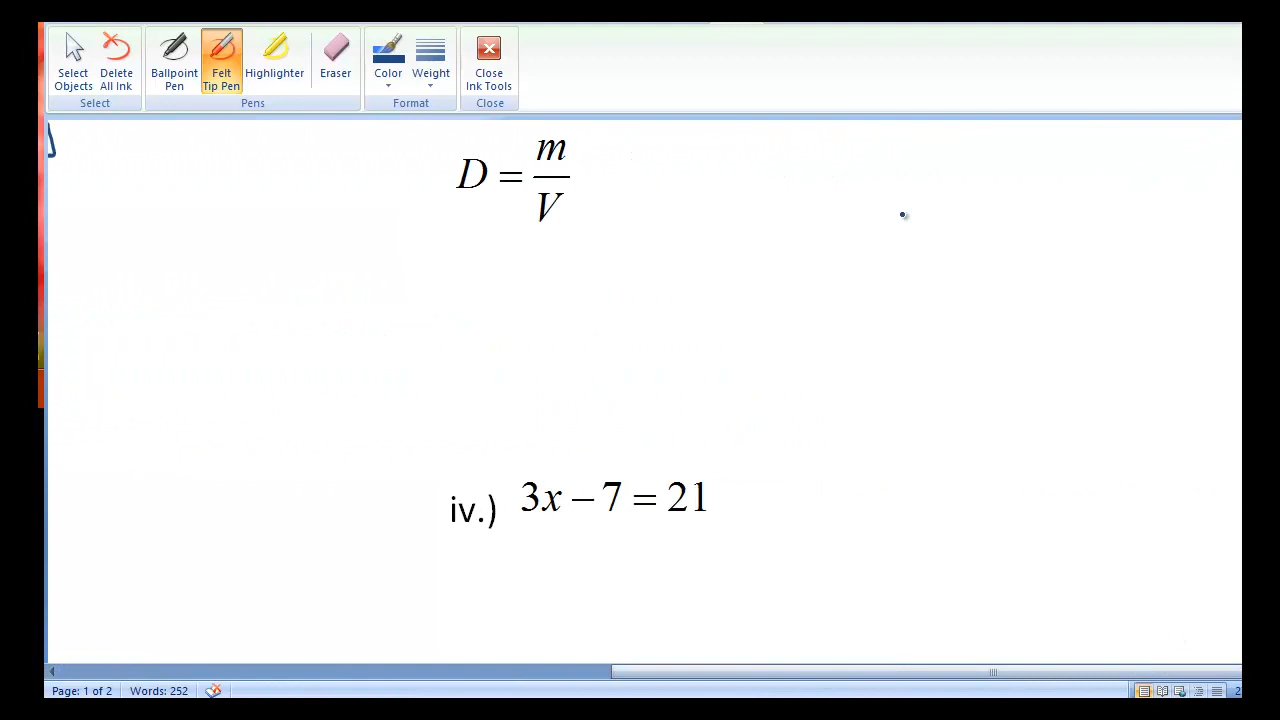 Select Objects
Delete All Ink
Ballpoint Pen
Felt Tip Pen
Highlighter
Eraser
Color
Weight
Close Ink Tools
Select
Pens
Format
Close
D = m/V
iv.) 3x − 7 = 21
Page: 1 of 2
Words: 252
2